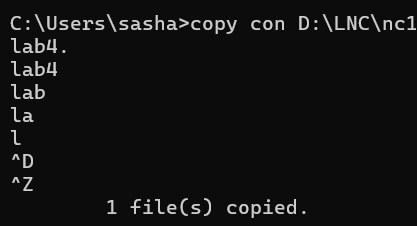 C:\Users\sasha>copy con D:\LNC\nc1
lab4.
lab4
lab
la
l
^D
^Z
        1 file(s) copied.